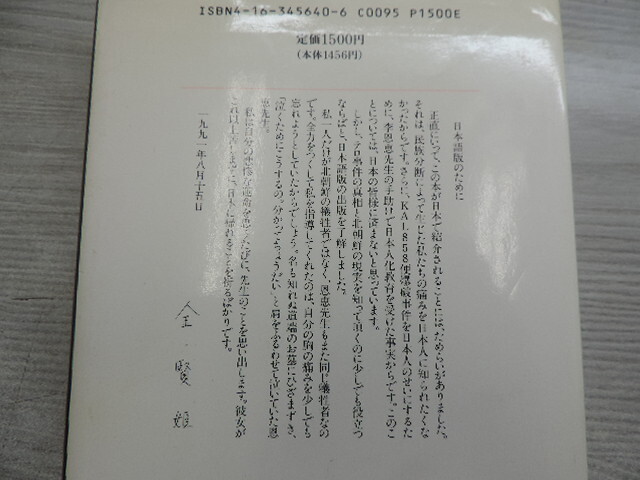 ISBN4-16-345640-6 C0095 P1500E
定価1500円
(本体1456円)
日本語版のために
正直いって、この本が日本で紹介されることには、ためらいがありました。
それは、民族分断によって生じた私たちの痛みを日本人に知られたくな
かったからです。さらに、KAL858便爆破事件を日本人のせいにするた
めに、李恩恵先生の手助けで日本人化教育を受けた事実からです。このこ
とについては、日本の皆様に済まないと思っています。
しかし、テロ事件の真相と北朝鮮の現実を知って頂くのに少しでも役立つ
ならばと、日本語版の出版を了解しました。
私一人だけが北朝鮮の犠牲者ではなく、恩恵先生もまた同じ犠牲者なの
です。全力をつくして私を指導してくれたのは、自分の胸の痛みを少しでも
忘れようとしていたからでしょう。名も知れぬ道端のお墓にひざまずき、
「泣くためにこうするの。分かってちょうだい」と肩をふるわせて泣いていた恩
恵先生。
私は自分の悲惨な運命を思うたびに、先生のことを思い出します。彼女が
これ以上苦しまずに、日本に帰れることを祈るばかりです。
一九九一年八月十五日
金 賢 姫